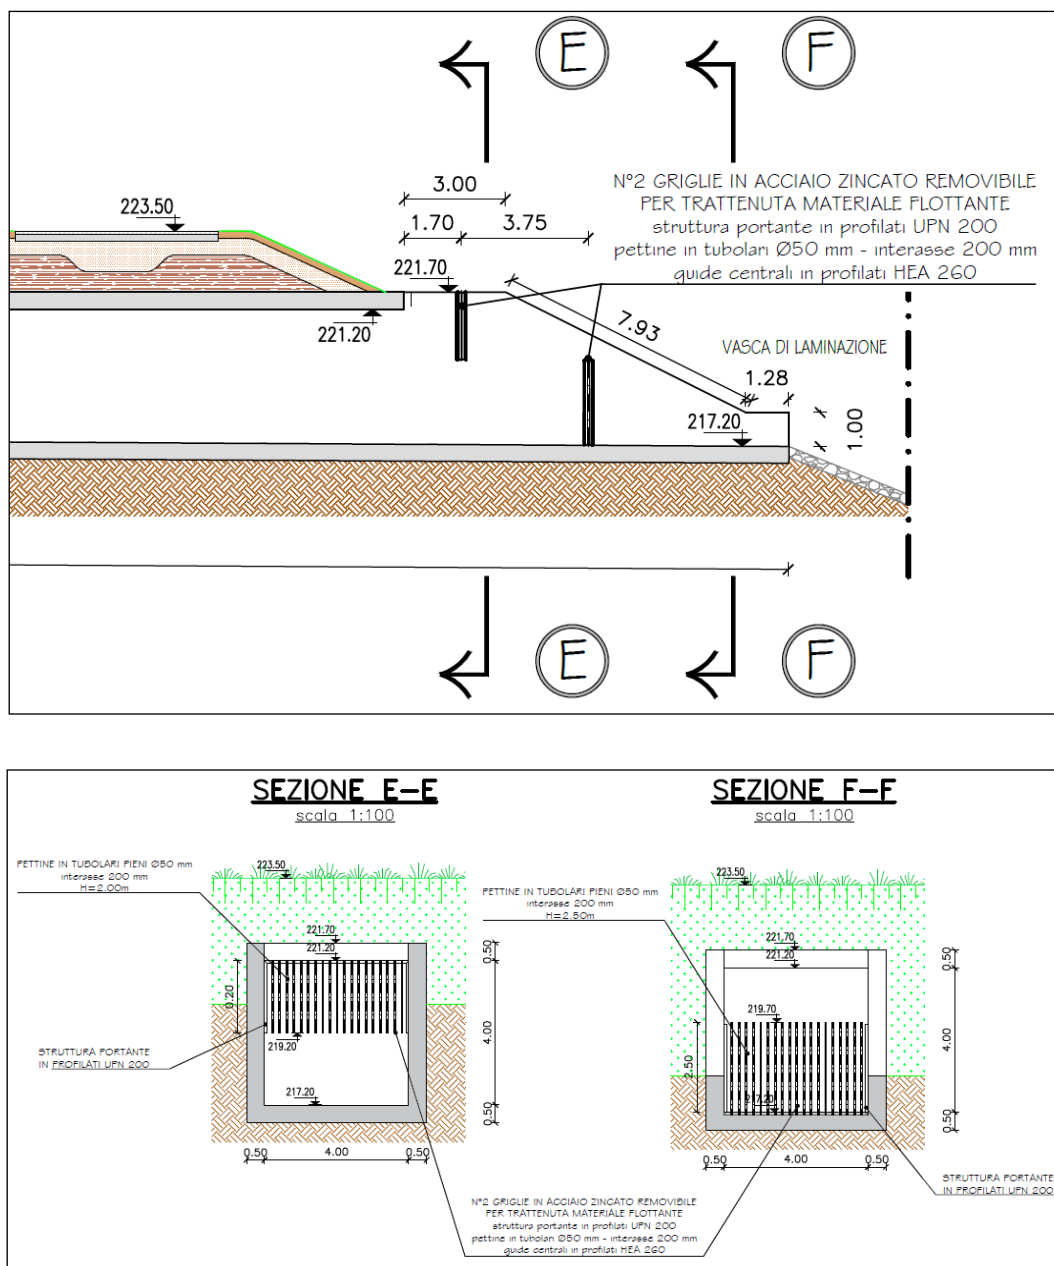 E
F
3.00
N°2 GRIGLIE IN ACCIAIO ZINCATO REMOVIBILE
PER TRATTENUTA MATERIALE FLOTTANTE
struttura portante in profilati UPN 200
pettine in tubolari Ø50 mm - interasse 200 mm
guide centrali in profilati HEA 260
223.50
1.70
3.75
221.70
221.20
7.93
VASCA DI LAMINAZIONE
1.28
217.20
1.00
E
F
SEZIONE E-E
scala 1:100
PETTINE IN TUBOLARI PIENI Ø50 mm
interasse 200 mm
H=2.00m
223.50
221.70
221.20
0.50
0.20
4.00
219.20
STRUTTURA PORTANTE
IN PROFILATI UPN 200
217.20
0.50
0.50
4.00
0.50
SEZIONE F-F
scala 1:100
PETTINE IN TUBOLARI PIENI Ø50 mm
interasse 200 mm
H=2.50m
223.50
221.70
221.20
0.50
219.70
4.00
2.50
217.20
0.50
0.50
4.00
0.50
STRUTTURA PORTANTE
IN PROFILATI UPN 200
N°2 GRIGLIE IN ACCIAIO ZINCATO REMOVIBILE
PER TRATTENUTA MATERIALE FLOTTANTE
struttura portante in profilati UPN 200
pettine in tubolari Ø50 mm - interasse 200 mm
guide centrali in profilati HEA 260